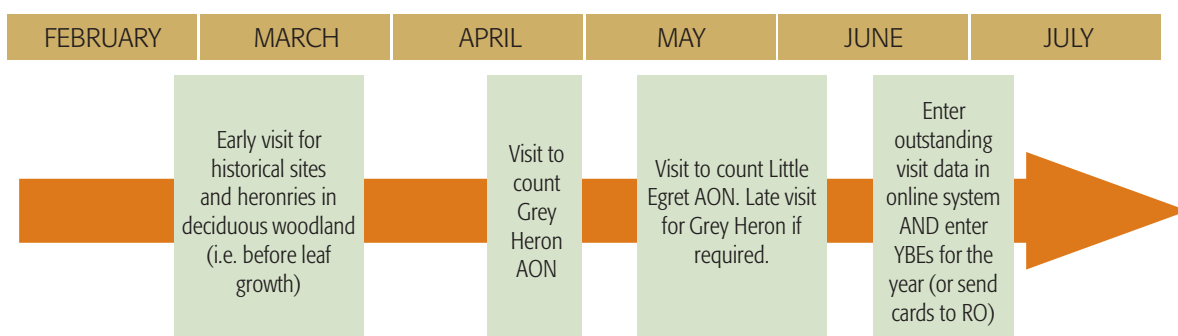 FEBRUARY MARCH APRIL MAY JUNE JULY
Early visit for
historical sites
and heronries in
deciduous woodland
(i.e. before leaf
growth)
Visit to
count
Grey
Heron
AON
Visit to count Little
Egret AON. Late visit
for Grey Heron if
required.
Enter
outstanding
visit data in
online system
AND enter
YBEs for the
year (or send
cards to RO)